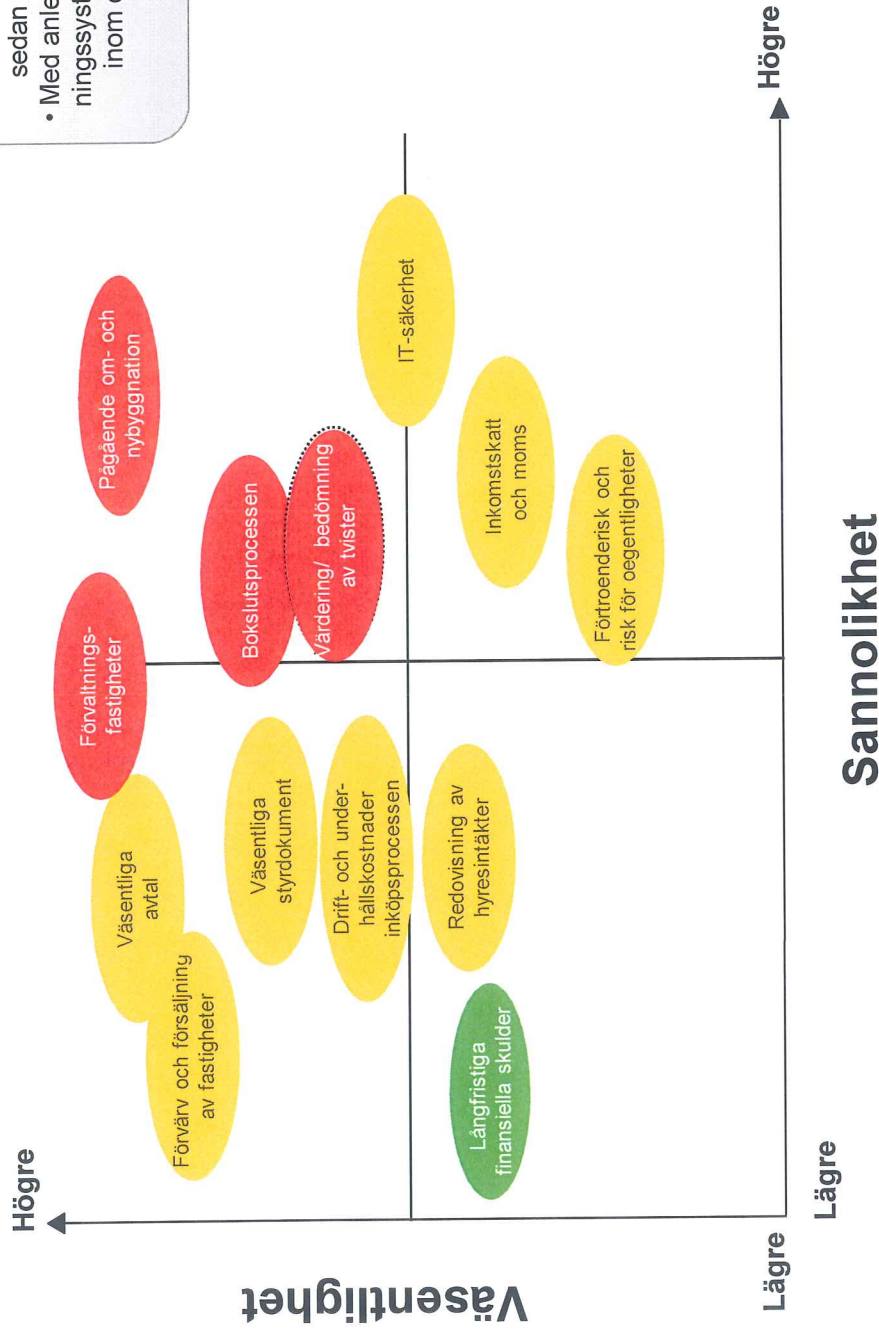 sedan
• Med anle
ningssyst
inom
Högre
Väsentlighet
Förvaltnings-
fastigheter
Pågående om- och
nybyggnation
Väsentliga
avtal
Förvärv och försäljning
av fastigheter
Bokslutsprocessen
Väsentliga
styrdokument
Värdering/ bedömning
av tvister
Drift- och under-
hållskostnader
inköpsprocessen
IT-säkerhet
Redovisning av
hyresintäkter
Inkomstskatt
och moms
Långfristiga
finansiella skulder
Förtroenderisk och
risk för oegentligheter
Lägre
Lägre
Högre
Sannolikhet